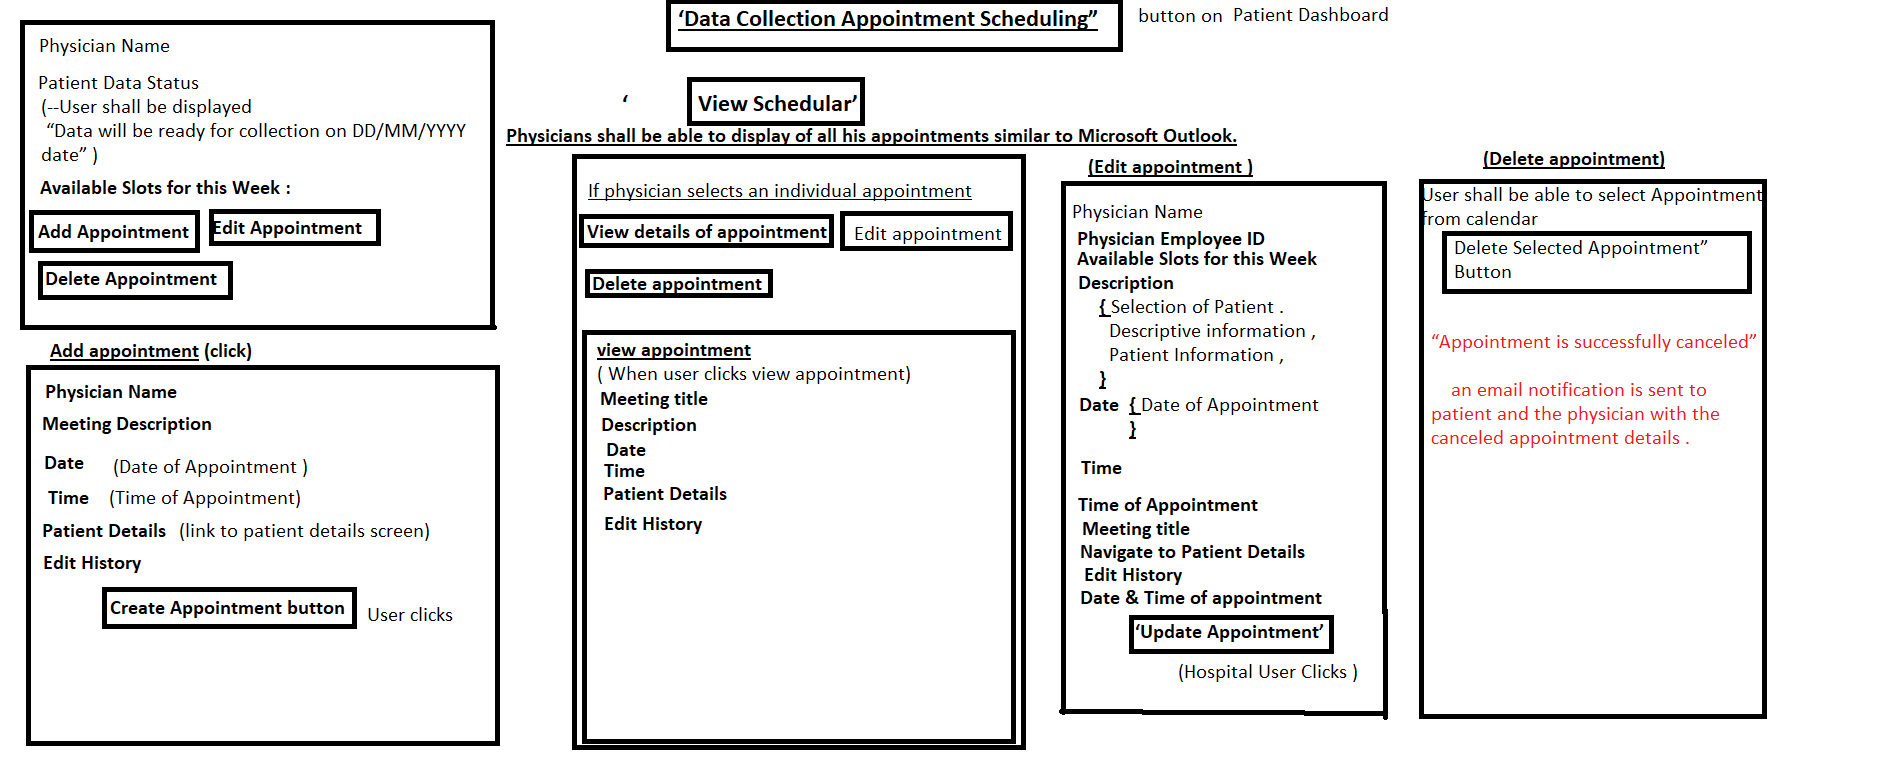 ‘Data Collection Appointment Scheduling”
button on Patient Dashboard
‘ View Schedular’
Physicians shall be able to display of all his appointments similar to Microsoft Outlook.
Physician Name
Patient Data Status
(--User shall be displayed
“Data will be ready for collection on DD/MM/YYYY
date” )
Available Slots for this Week :
Add Appointment
Edit Appointment
Delete Appointment
Add appointment (click)
Physician Name
Meeting Description
Date (Date of Appointment )
Time (Time of Appointment)
Patient Details (link to patient details screen)
Edit History
Create Appointment button
User clicks
If physician selects an individual appointment
View details of appointment
Edit appointment
Delete appointment
view appointment
( When user clicks view appointment)
Meeting title
Description
Date
Time
Patient Details
Edit History
(Edit appointment )
Physician Name
Physician Employee ID
Available Slots for this Week
Description
{ Selection of Patient .
Descriptive information ,
Patient Information ,
}
Date { Date of Appointment
}
Time
Time of Appointment
Meeting title
Navigate to Patient Details
Edit History
Date & Time of appointment
‘Update Appointment’
(Hospital User Clicks )
(Delete appointment)
User shall be able to select Appointment
from calendar
Delete Selected Appointment”
Button
“Appointment is successfully canceled”
an email notification is sent to
patient and the physician with the
canceled appointment details .